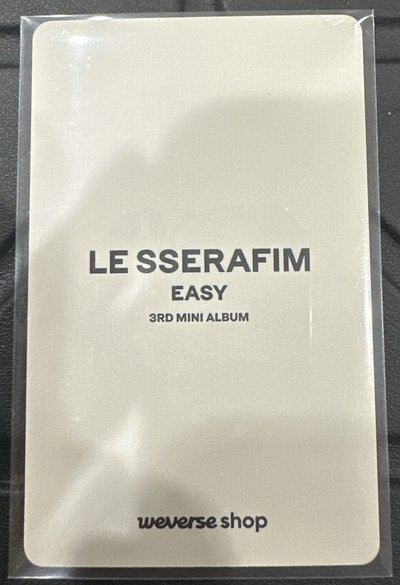 LE SSERAFIM
EASY
3RD MINI ALBUM
weverse shop